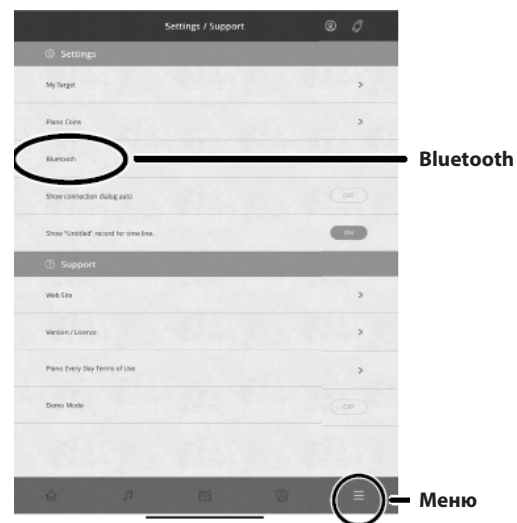 Settings / Support
Settings
My Target
Piano Coins
Bluetooth
Bluetooth
Show connection dialog auto
OFF
Show "Untitled" record for time line.
ON
Support
Web Site
Version / Licence
Piano Every Day Terms of Use
Demo Mode
OFF
Меню